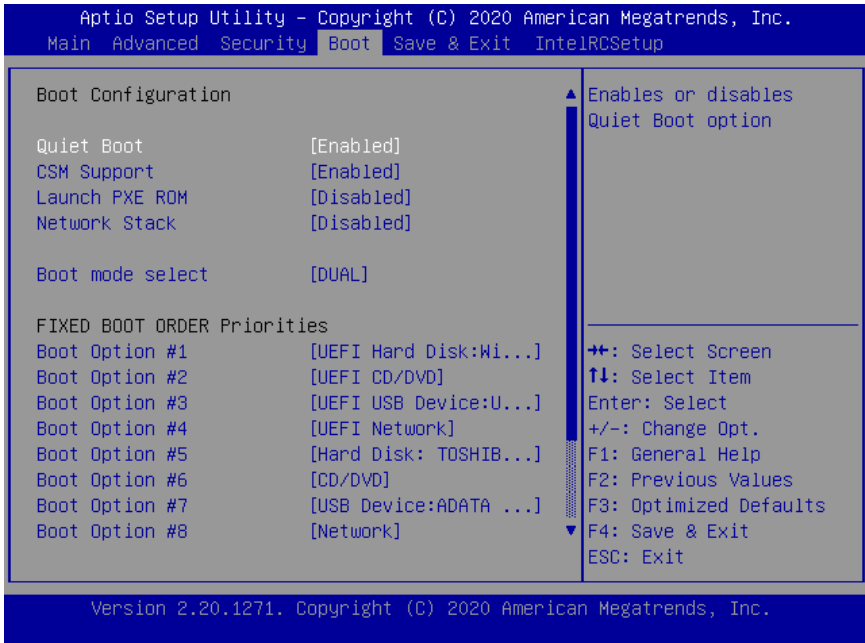 Aptio Setup Utility – Copyright (C) 2020 American Megatrends, Inc.
Main Advanced Security Boot Save & Exit IntelRCSetup
Boot Configuration
Quiet Boot [Enabled]
CSM Support [Enabled]
Launch PXE ROM [Disabled]
Network Stack [Disabled]
Boot mode select [DUAL]
FIXED BOOT ORDER Priorities
Boot Option #1 [UEFI Hard Disk:Wi...]
Boot Option #2 [UEFI CD/DVD]
Boot Option #3 [UEFI USB Device:U...]
Boot Option #4 [UEFI Network]
Boot Option #5 [Hard Disk: TOSHIB...]
Boot Option #6 [CD/DVD]
Boot Option #7 [USB Device:ADATA ...]
Boot Option #8 [Network]
Enables or disables
Quiet Boot option
→←: Select Screen
↑↓: Select Item
Enter: Select
+/-: Change Opt.
F1: General Help
F2: Previous Values
F3: Optimized Defaults
F4: Save & Exit
ESC: Exit
Version 2.20.1271. Copyright (C) 2020 American Megatrends, Inc.